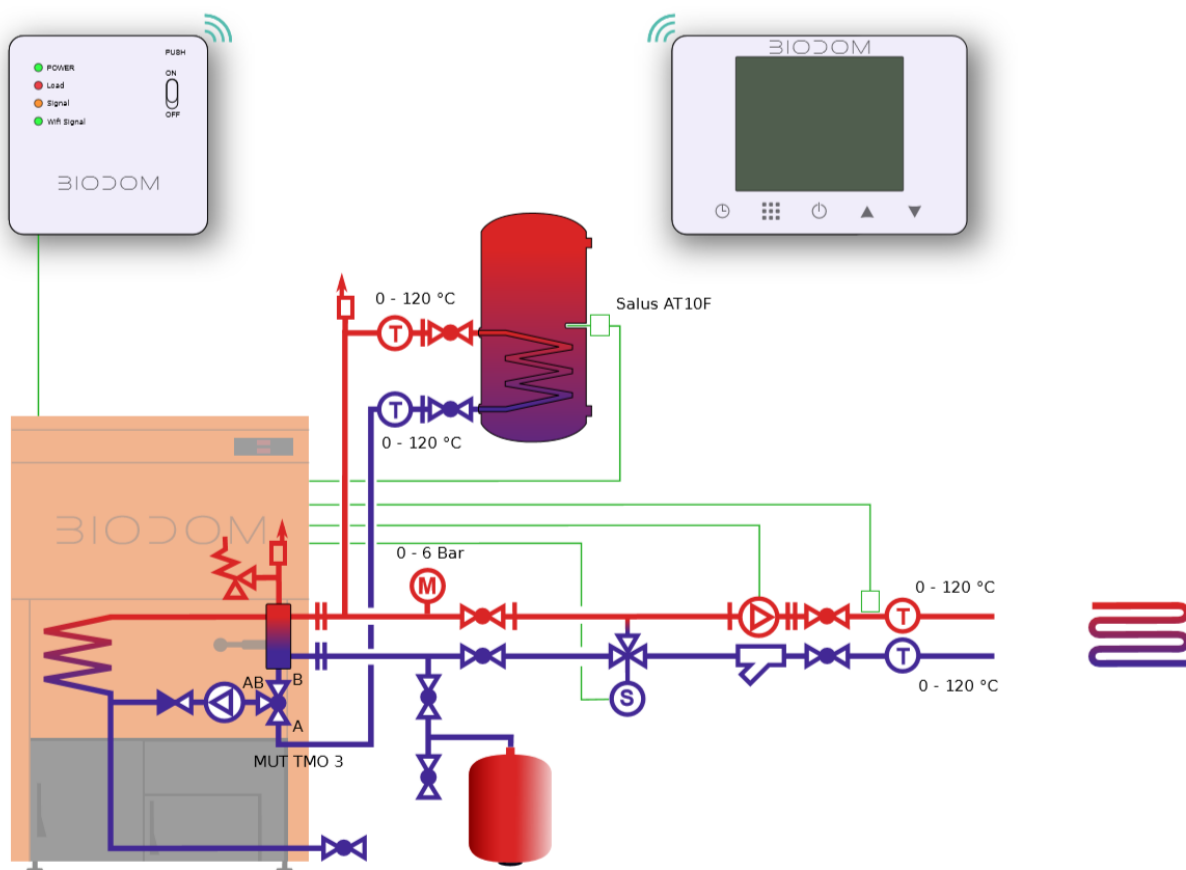 PUSH
POWER
ON
Load
Signal
OFF
Wifi Signal
BIODOM
BIODOM
0 - 120 °C
T
Salus AT10F
T
0 - 120 °C
BIODOM
0 - 6 Bar
M
0 - 120 °C
T
T
0 - 120 °C
S
AB
B
A
MUT TMO 3